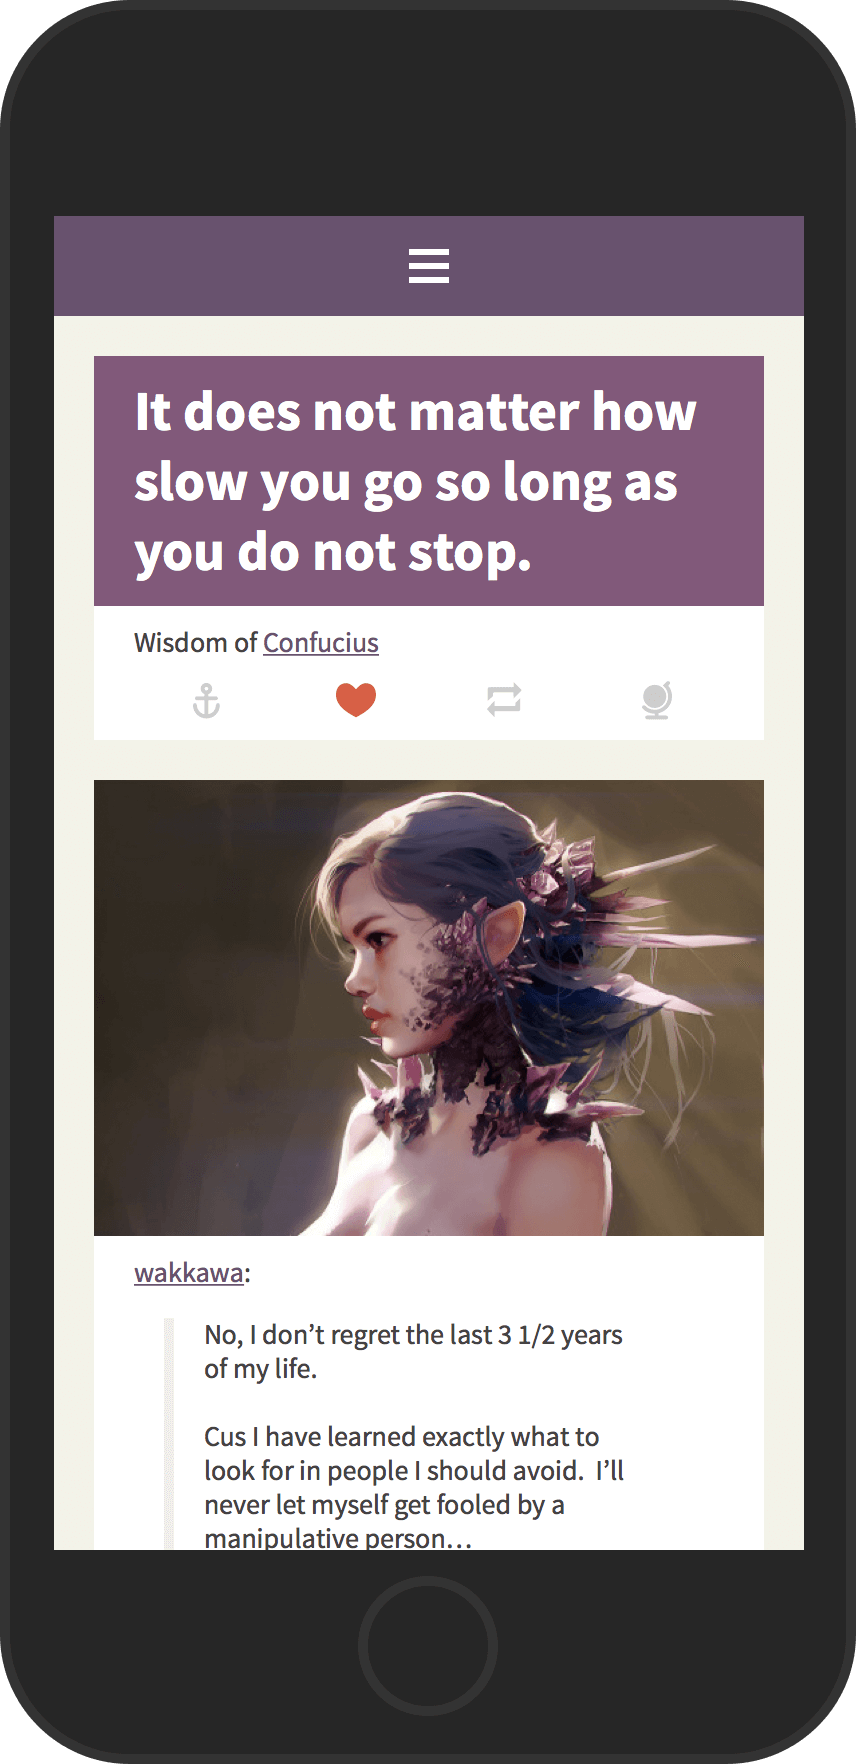 It does not matter how
slow you go so long as
you do not stop.
Wisdom of Confucius
wakkawa:
No, I don’t regret the last 3 1/2 years
of my life.
Cus I have learned exactly what to
look for in people I should avoid.  I’ll
never let myself get fooled by a
manipulative person…